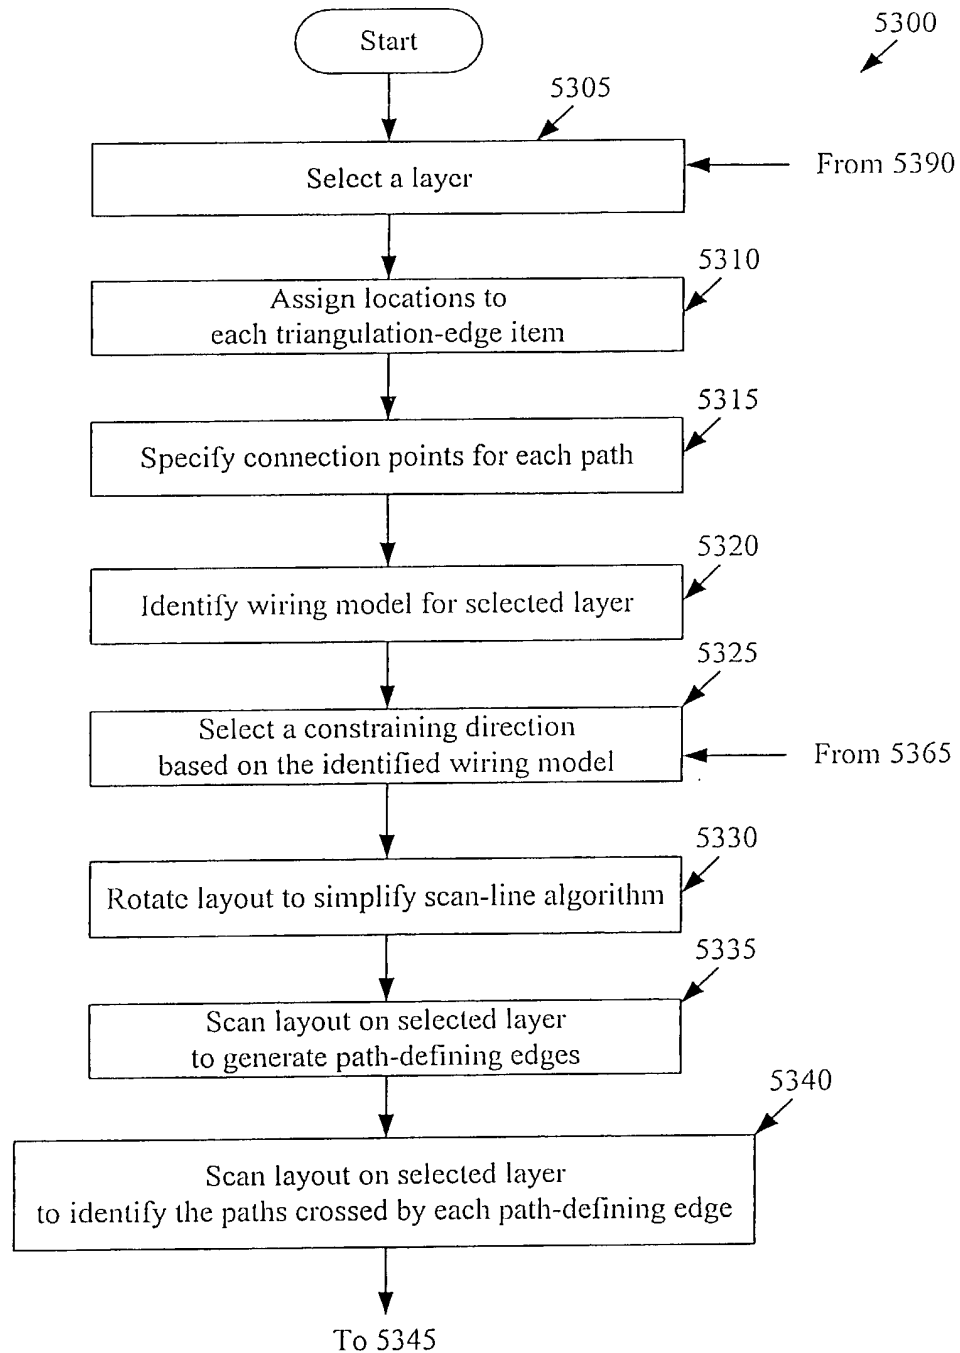 Start
5300
5305
Select a layer
From 5390
5310
Assign locations to
each triangulation-edge item
5315
Specify connection points for each path
5320
Identify wiring model for selected layer
5325
Select a constraining direction
based on the identified wiring model
From 5365
5330
Rotate layout to simplify scan-line algorithm
5335
Scan layout on selected layer
to generate path-defining edges
5340
Scan layout on selected layer
to identify the paths crossed by each path-defining edge
To 5345